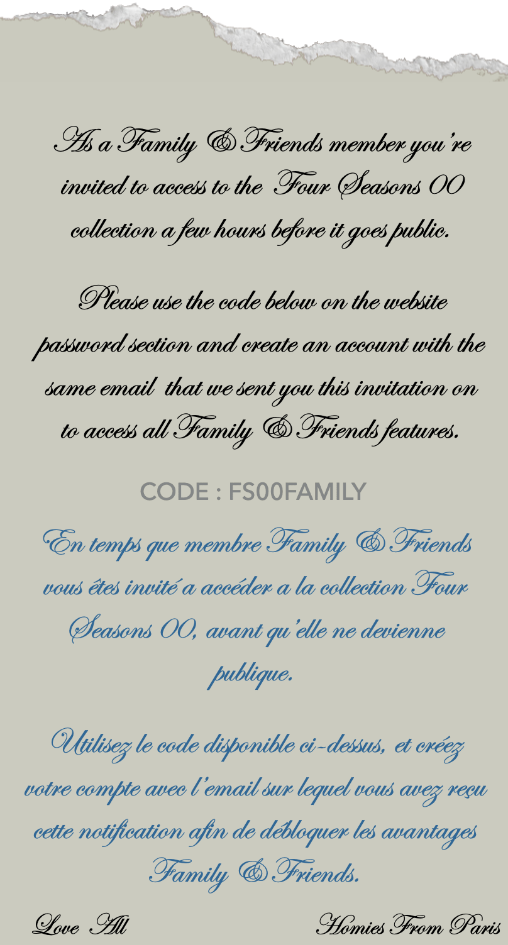 As a Family & Friends member you're
invited to access to the Four Seasons 00
collection a few hours before it goes public.
Please use the code below on the website
password section and create an account with the
same email that we sent you this invitation on
to access all Family & Friends features.
CODE : FS00FAMILY
En temps que membre Family & Friends
vous êtes invité a accéder a la collection Four
Seasons 00, avant qu'elle ne devienne
publique.
Utilisez le code disponible ci-dessus, et créez
votre compte avec l'email sur lequel vous avez reçu
cette notification afin de débloquer les avantages
Family & Friends.
Love All
Homies From Paris